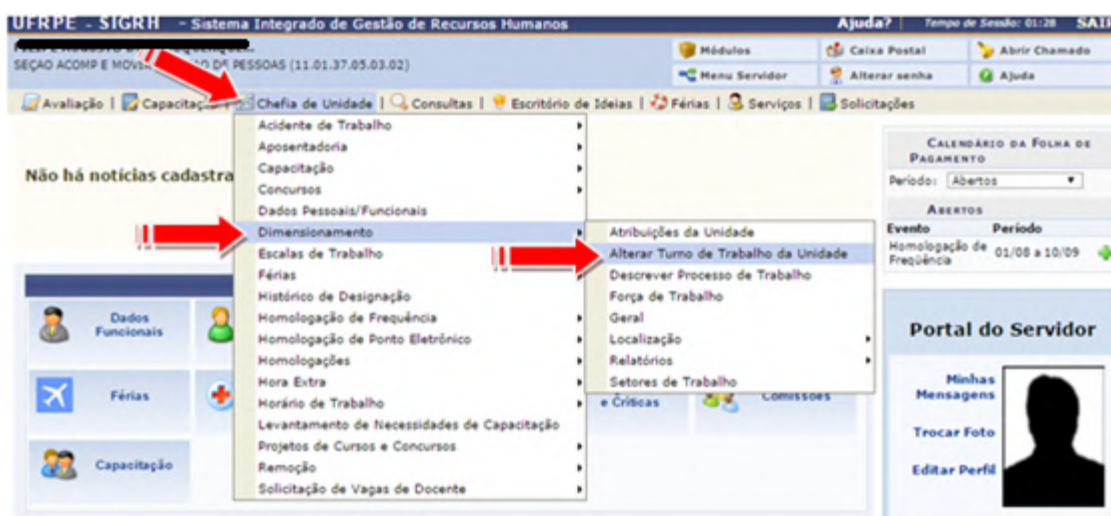 UFRPE - SIGRH - Sistema Integrado de Gestão de Recursos Humanos
Ajuda? Tempo de Sessão: 01:28 SAIR
SEÇAO ACOMP E DE PESSOAS (11.01.37.05.03.02)
Módulos Caixa Postal Abrir Chamado
Menu Servidor Alterar senha Ajuda
Avaliação | Capacitação | Chefia de Unidade | Consultas | Escritório de Ideias | Férias | Serviços | Solicitações
Não há notícias cadastra
Acidente de Trabalho
Aposentadoria
Capacitação
Concursos
Dados Pessoais/Funcionais
Dimensionamento
Escalas de Trabalho
Férias
Histórico de Designação
Homologação de Frequência
Homologação de Ponto Eletrônico
Homologações
Hora Extra
Horário de Trabalho
Levantamento de Necessidades de Capacitação
Projetos de Cursos e Concursos
Remoção
Solicitação de Vagas de Docente
Atribuições da Unidade
Alterar Turno de Trabalho da Unidade
Descrever Processo de Trabalho
Força de Trabalho
Geral
Localização
Relatórios
Setores de Trabalho
Dados
Funcionais
Férias
e Críticas
Comissões
Capacitação
Calendário da Folha de
Pagamento
Período: Abertos
Abertos
Evento Período
Homologação de
Freqüência
01/08 a 10/09
Portal do Servidor
Minhas
Mensagens
Trocar Foto
Editar Perfil